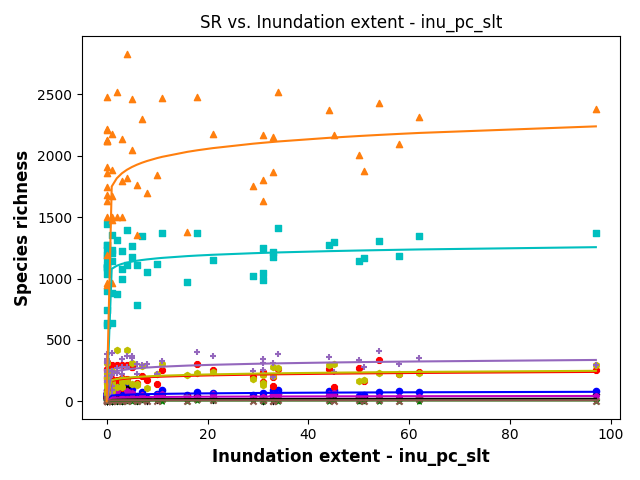 SR vs. Inundation extent - inu_pc_slt
Species richness
2500
2000
1500
1000
500
0
0 20 40 60 80 100
Inundation extent - inu_pc_slt